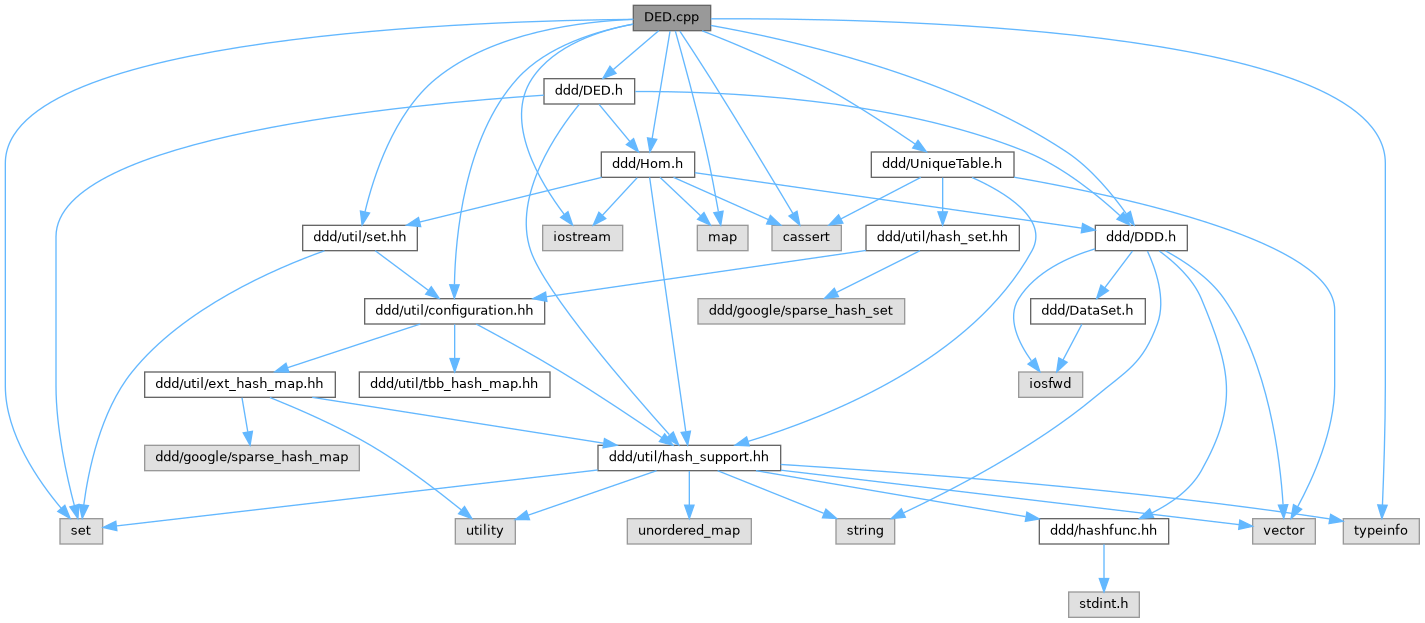 DED.cpp
ddd/DED.h
ddd/Hom.h
ddd/UniqueTable.h
ddd/util/set.hh
iostream
map
cassert
ddd/util/hash_set.hh
ddd/DDD.h
ddd/util/configuration.hh
ddd/google/sparse_hash_set
ddd/DataSet.h
ddd/util/ext_hash_map.hh
ddd/util/tbb_hash_map.hh
iosfwd
ddd/google/sparse_hash_map
ddd/util/hash_support.hh
set
utility
unordered_map
string
ddd/hashfunc.hh
vector
typeinfo
stdint.h